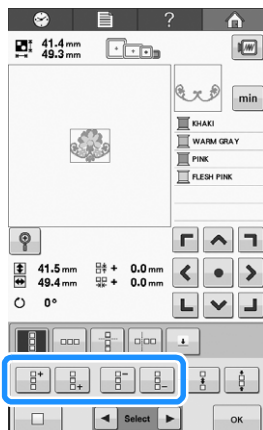 ?
41.4 mm
49.3 mm
min
KHAKI
WARM GRAY
PINK
FLESH PINK
41.5 mm + 0.0 mm
49.4 mm + 0.0 mm
0°
Select OK